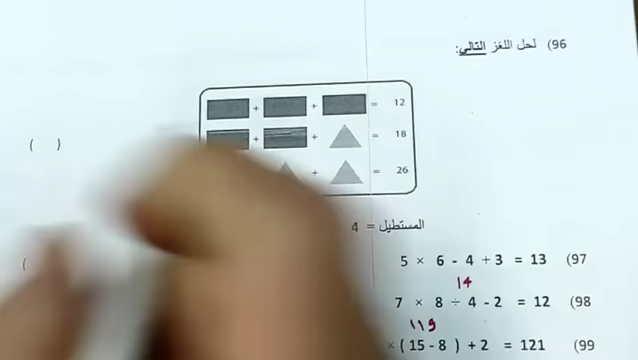 96) لحل اللغز التالي:
+ + = 12
( )
+ + = 18
+ = 26
المستطيل = 4
5 × 6 - 4 + 3 = 13 (97
14
7 × 8 ÷ 4 - 2 = 12 (98
119
× ( 15 - 8 ) + 2 = 121 (99